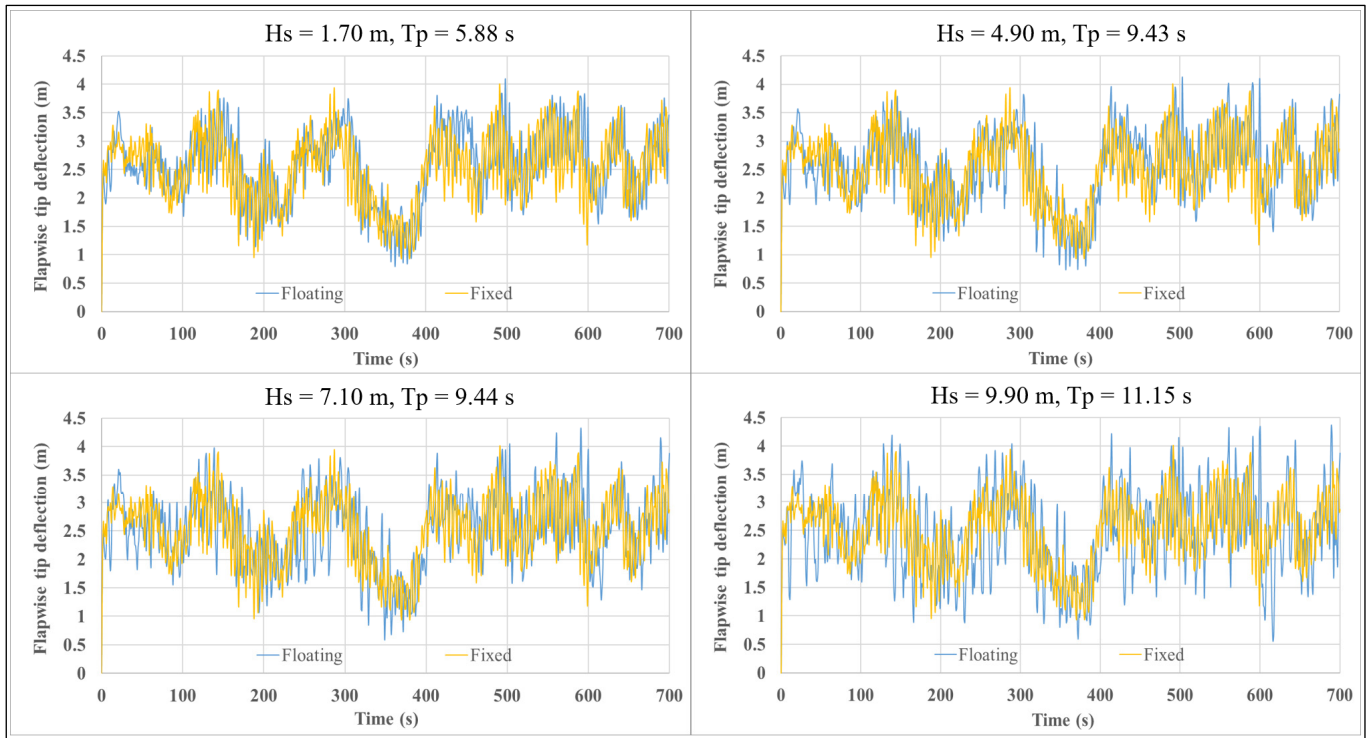 Hs = 1.70 m, Tp = 5.88 s
Flapwise tip deflection (m)
4.5
4
3.5
3
2.5
2
1.5
1
0.5
0
Floating Fixed
0 100 200 300 400 500 600 700
Time (s)
Hs = 4.90 m, Tp = 9.43 s
Flapwise tip deflection (m)
4.5
4
3.5
3
2.5
2
1.5
1
0.5
0
Floating Fixed
0 100 200 300 400 500 600 700
Time (s)
Hs = 7.10 m, Tp = 9.44 s
Flapwise tip deflection (m)
4.5
4
3.5
3
2.5
2
1.5
1
0.5
0
Floating Fixed
0 100 200 300 400 500 600 700
Time (s)
Hs = 9.90 m, Tp = 11.15 s
Flapwise tip deflection (m)
4.5
4
3.5
3
2.5
2
1.5
1
0.5
0
Floating Fixed
0 100 200 300 400 500 600 700
Time (s)